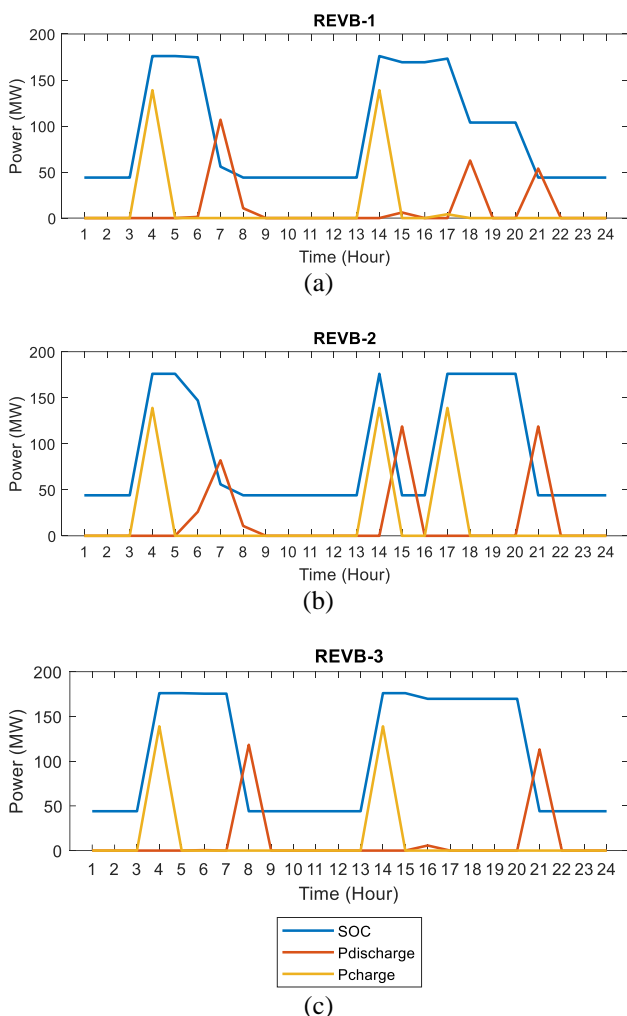 REVB-1
Power (MW)
200
150
100
50
0
1 2 3 4 5 6 7 8 9 10 11 12 13 14 15 16 17 18 19 20 21 22 23 24
Time (Hour)
(a)
REVB-2
Power (MW)
200
150
100
50
0
1 2 3 4 5 6 7 8 9 10 11 12 13 14 15 16 17 18 19 20 21 22 23 24
Time (Hour)
(b)
REVB-3
Power (MW)
200
150
100
50
0
1 2 3 4 5 6 7 8 9 10 11 12 13 14 15 16 17 18 19 20 21 22 23 24
Time (Hour)
SOC
Pdischarge
Pcharge
(c)